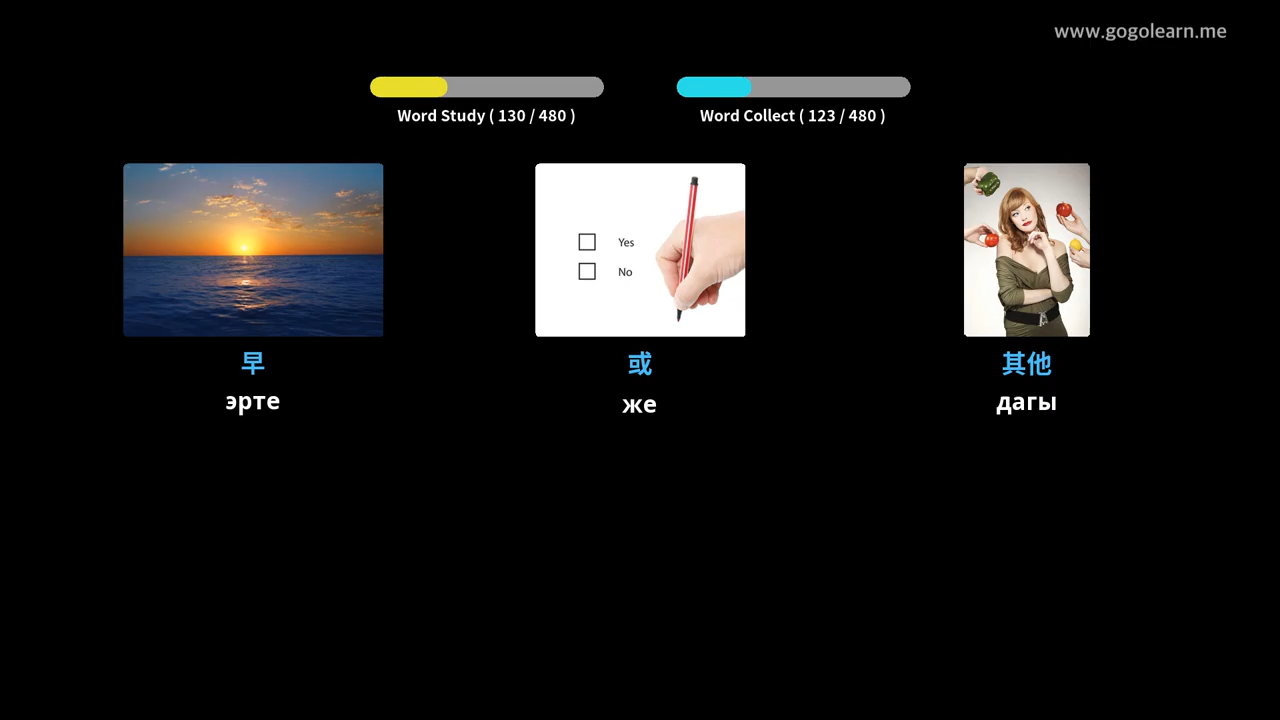 www.gogolearn.me
Word Study ( 130 / 480 )
Word Collect ( 123 / 480 )
Yes
No
早
或
其他
эрте
же
дагы